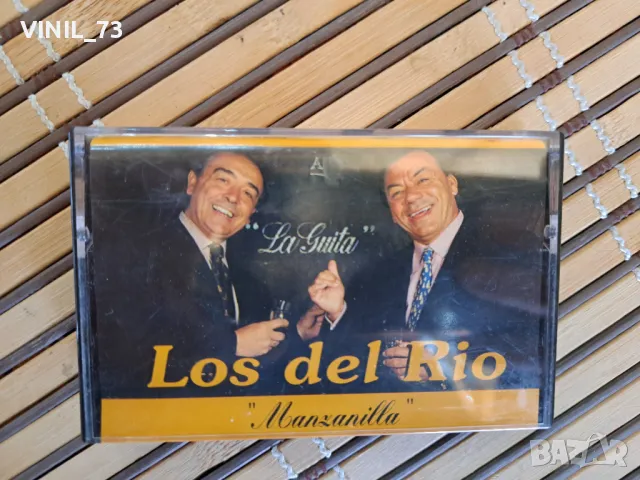 VINIL_73
A
"La Guita"
Los del Rio
"Manzanilla"
BAZAR